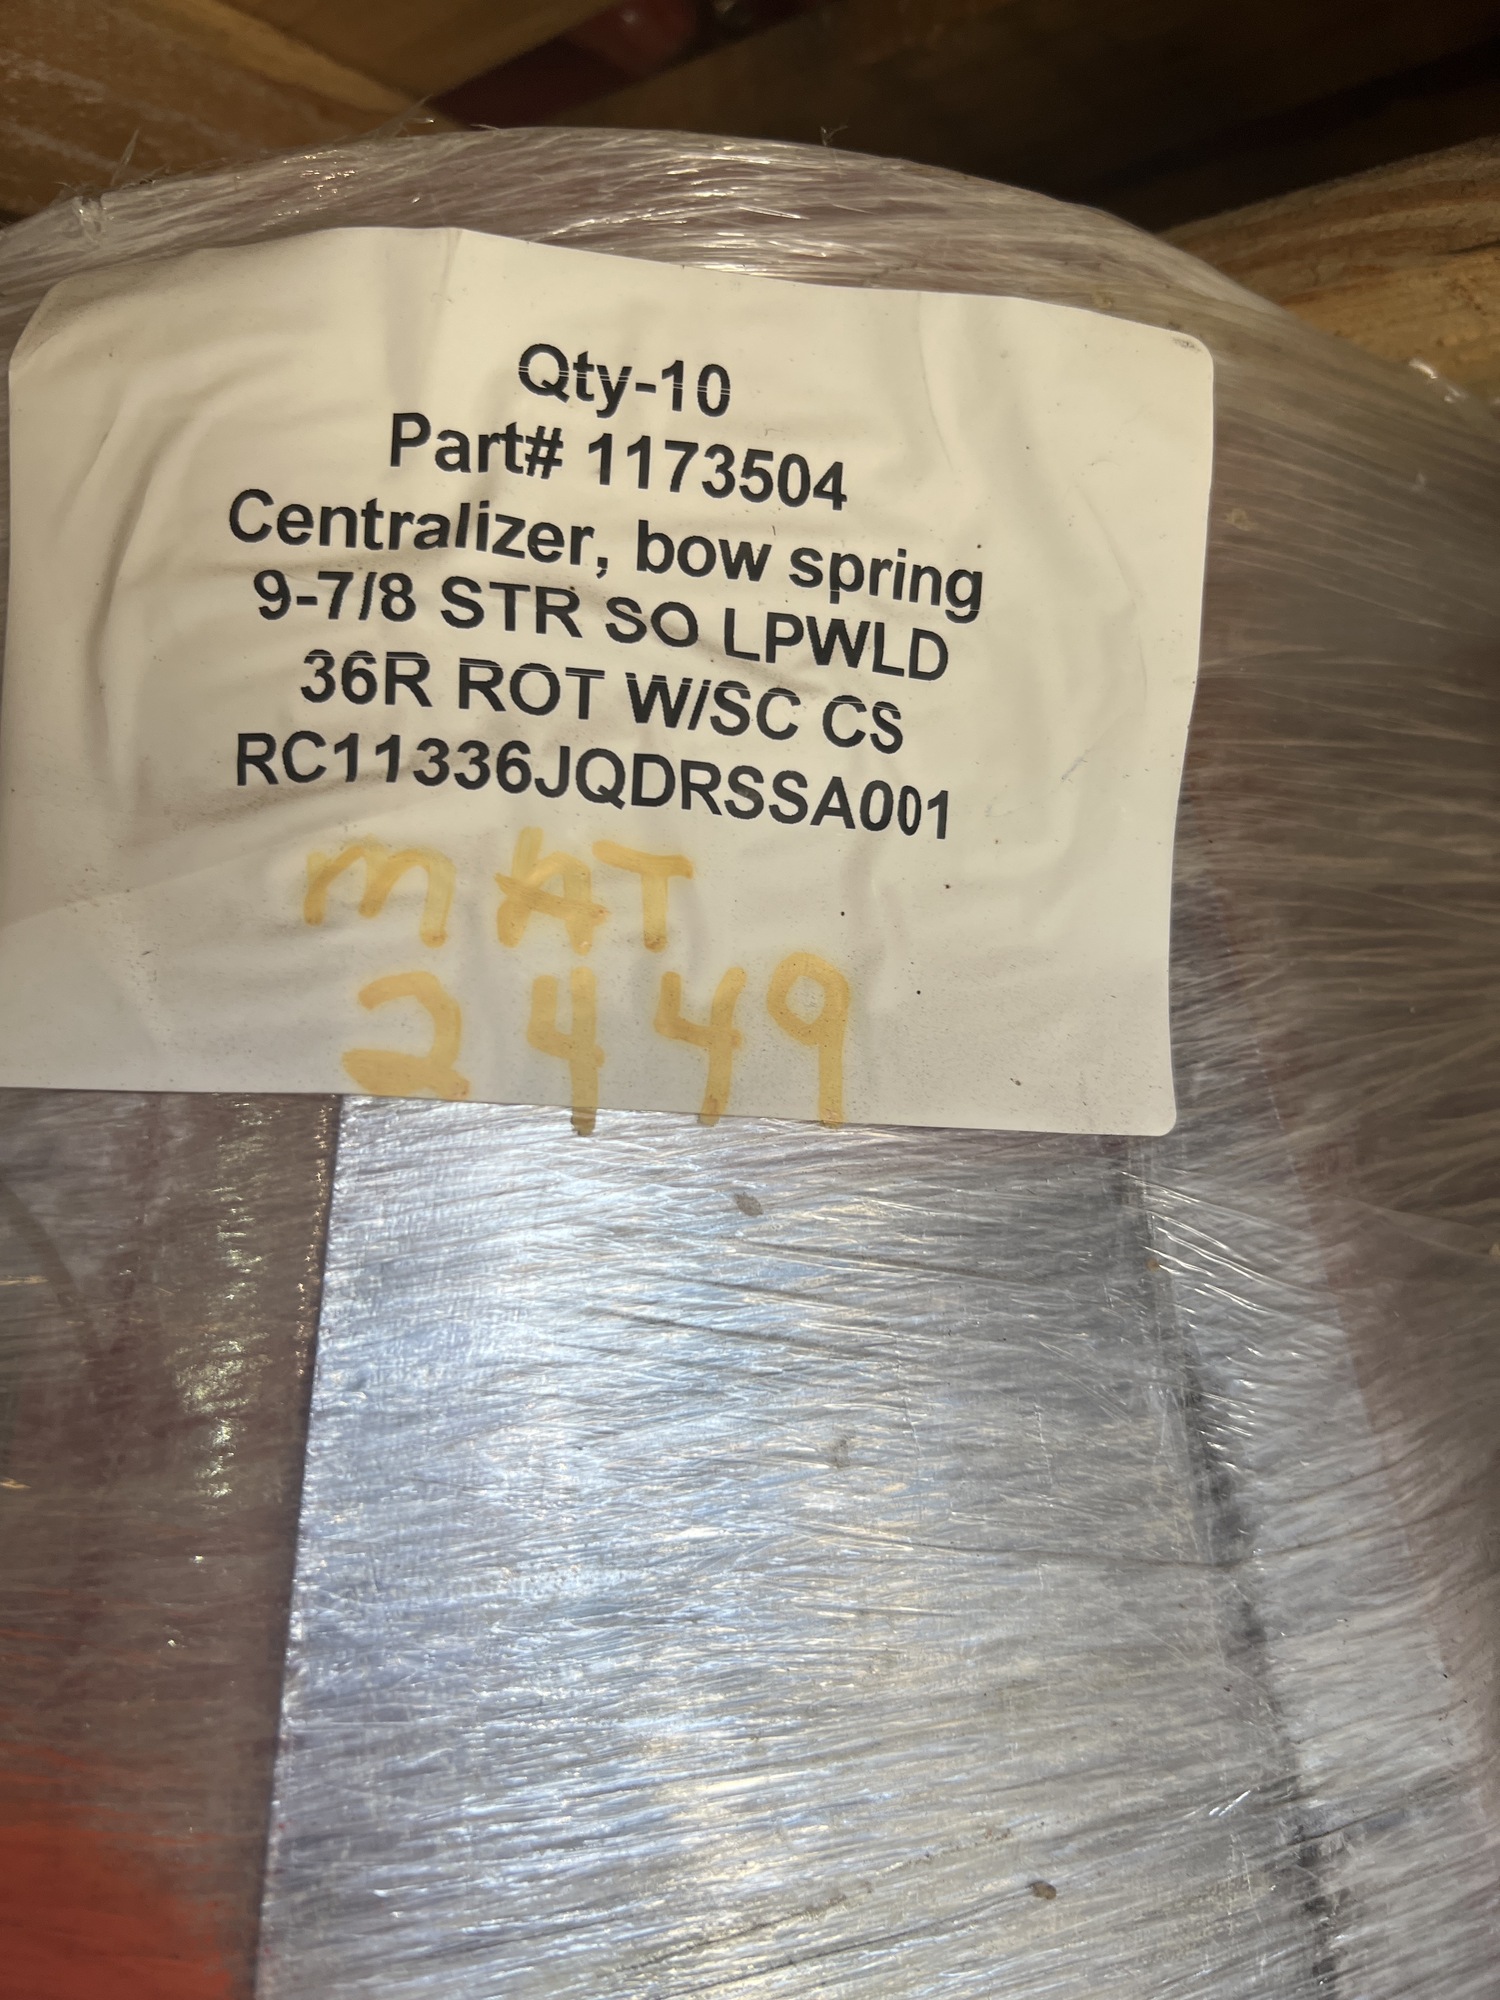 Qty-10
Part# 1173504
Centralizer, bow spring
9-7/8 STR SO LPWLD
36R ROT W/SC CS
RC11336JQDRSSA001
MAT
2449